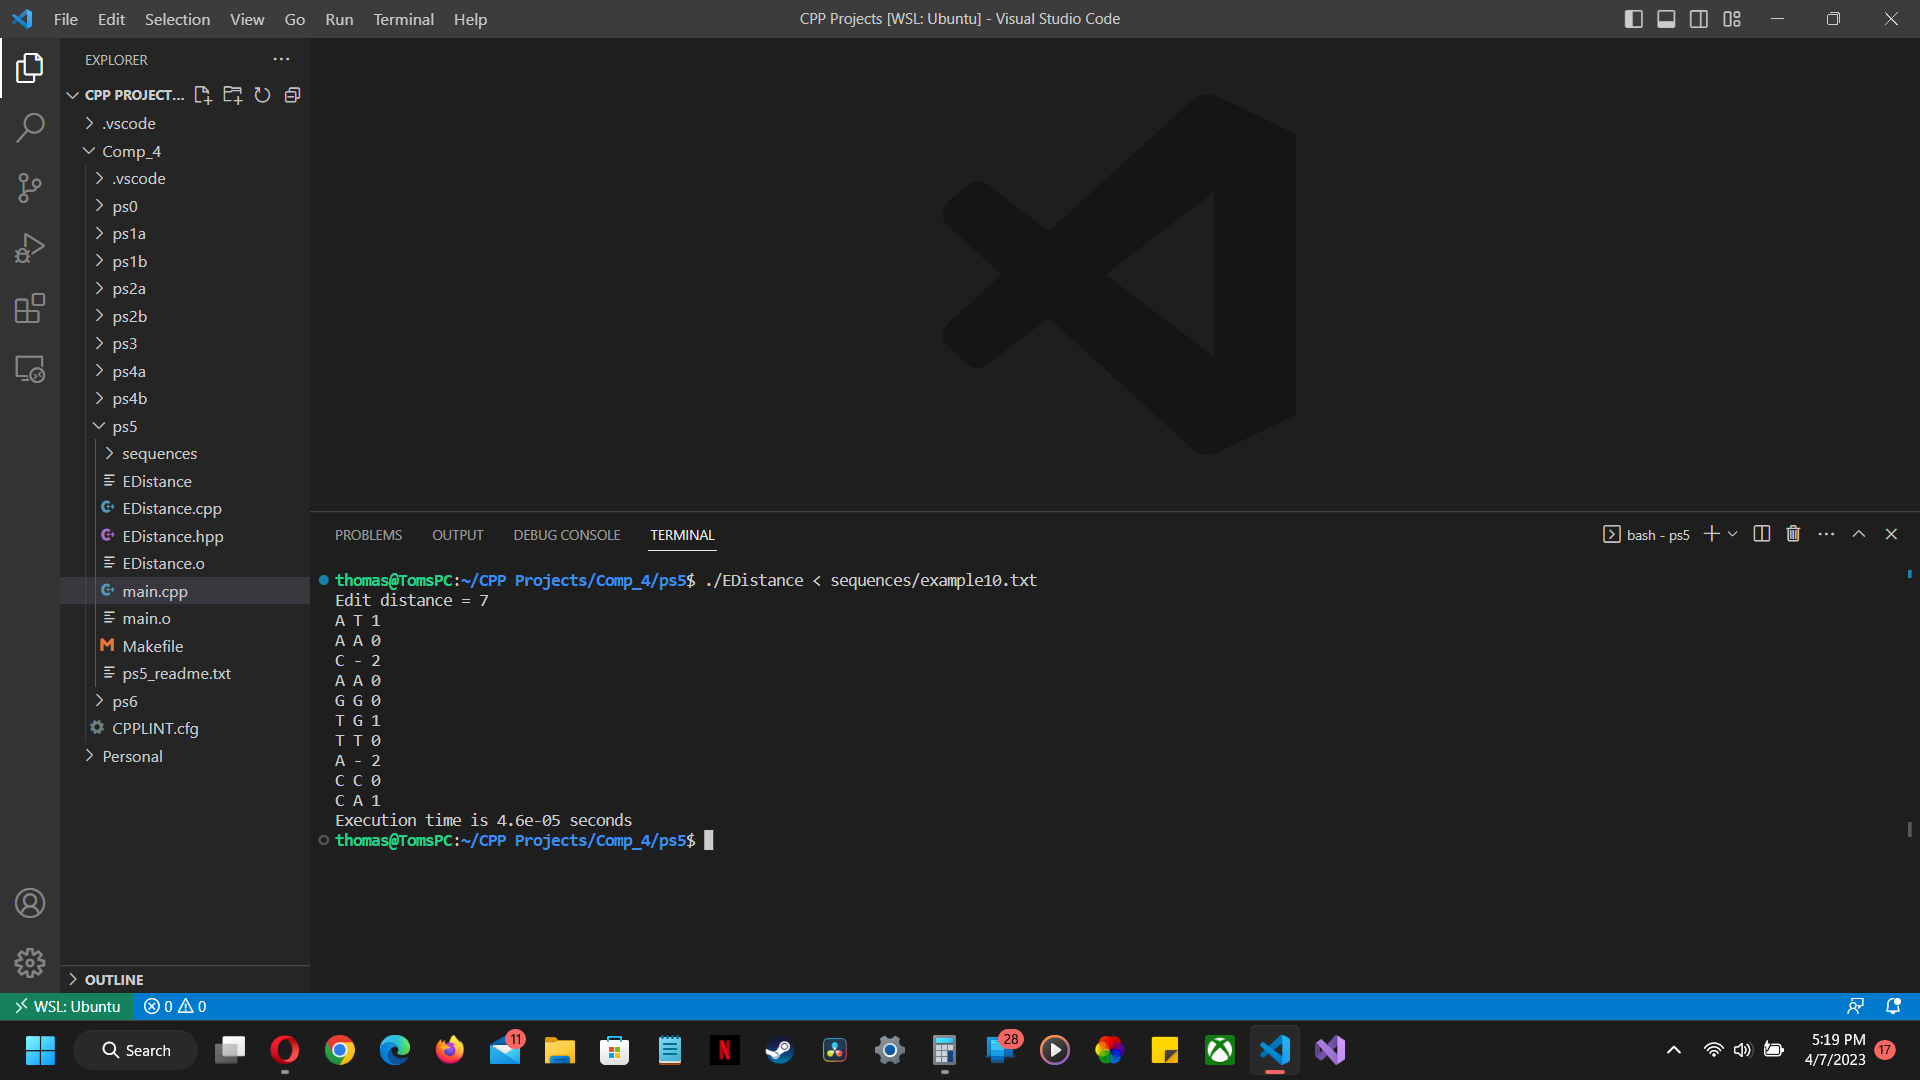 File Edit Selection View Go Run Terminal Help
CPP Projects [WSL: Ubuntu] - Visual Studio Code
EXPLORER
CPP PROJECT...
.vscode
Comp_4
.vscode
ps0
ps1a
ps1b
ps2a
ps2b
ps3
ps4a
ps4b
ps5
sequences
EDistance
EDistance.cpp
EDistance.hpp
EDistance.o
main.cpp
main.o
Makefile
ps5_readme.txt
ps6
CPPLINT.cfg
Personal
OUTLINE
PROBLEMS OUTPUT DEBUG CONSOLE TERMINAL
bash - ps5
thomas@TomsPC:~/CPP Projects/Comp_4/ps5$ ./EDistance < sequences/example10.txt
Edit distance = 7
A T 1
A A 0
C - 2
A A 0
G G 0
T G 1
T T 0
A - 2
C C 0
C A 1
Execution time is 4.6e-05 seconds
thomas@TomsPC:~/CPP Projects/Comp_4/ps5$
WSL: Ubuntu 0 0
Search
11
N
28
5:19 PM
4/7/2023
17